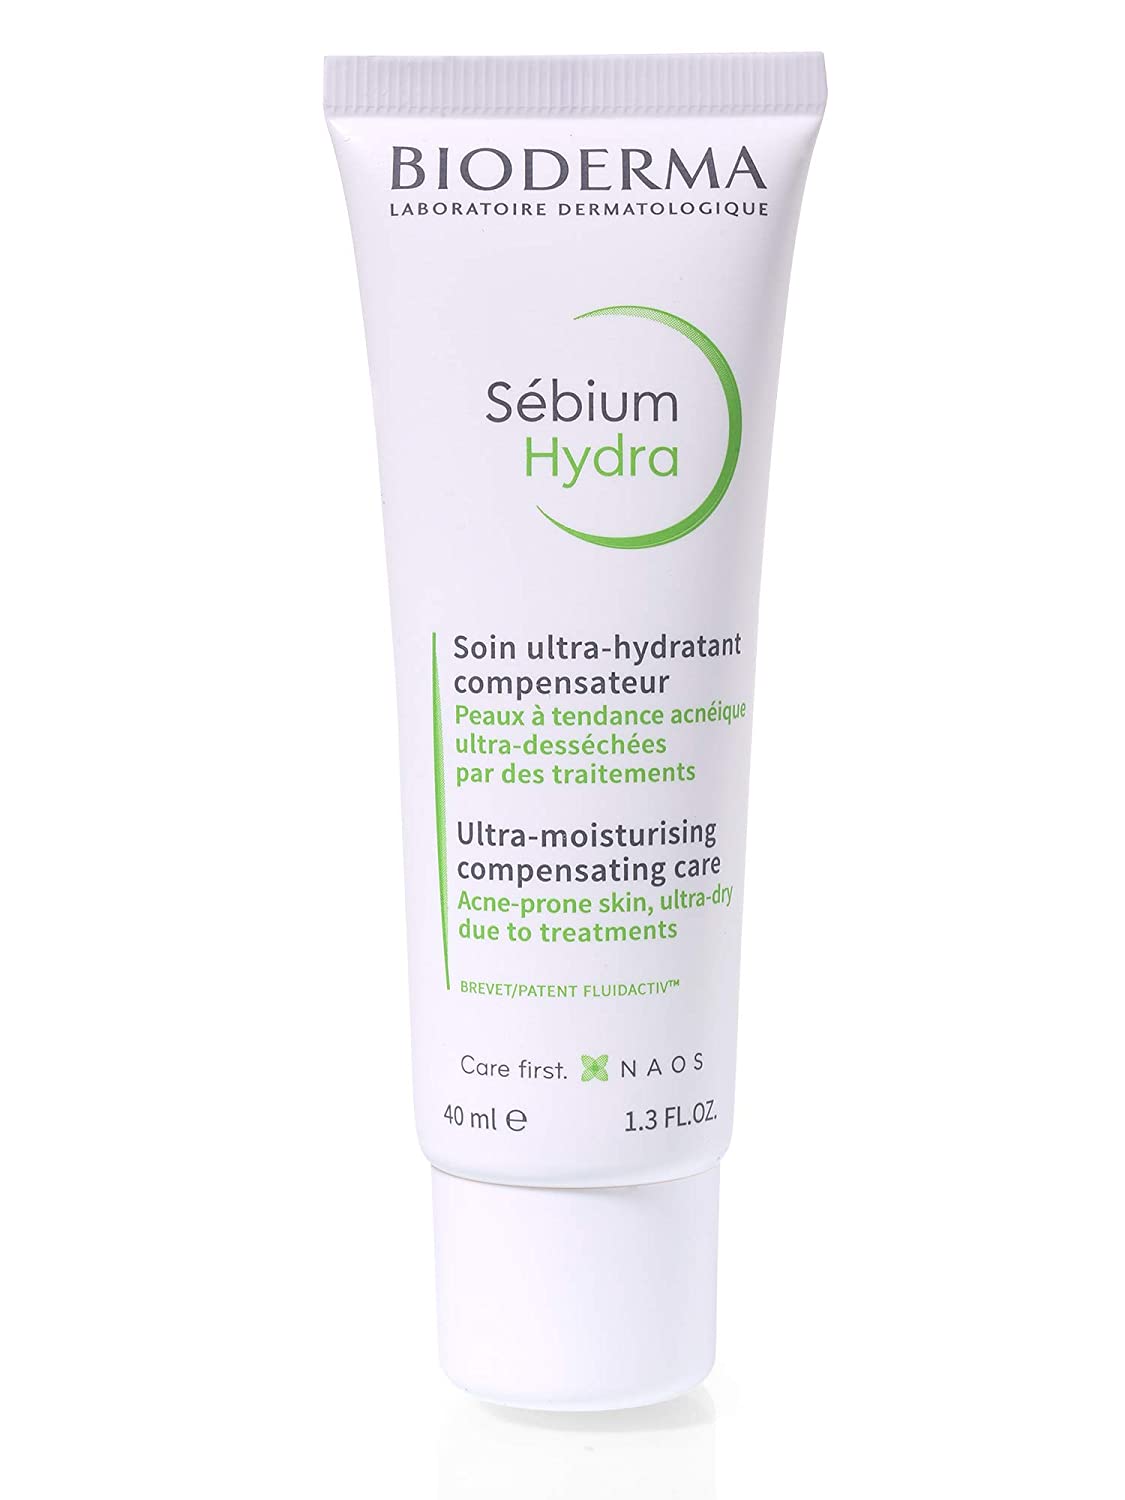 BIODERMA
LABORATOIRE DERMATOLOGIQUE
Sébium
Hydra
Soin ultra-hydratant
compensateur
Peaux à tendance acnéique
ultra-desséchées
par des traitements
Ultra-moisturising
compensating care
Acne-prone skin, ultra-dry
due to treatments
BREVET/PATENT FLUIDACTIV™
Care first. NAOS
40 ml ℮ 1.3 FL.OZ.